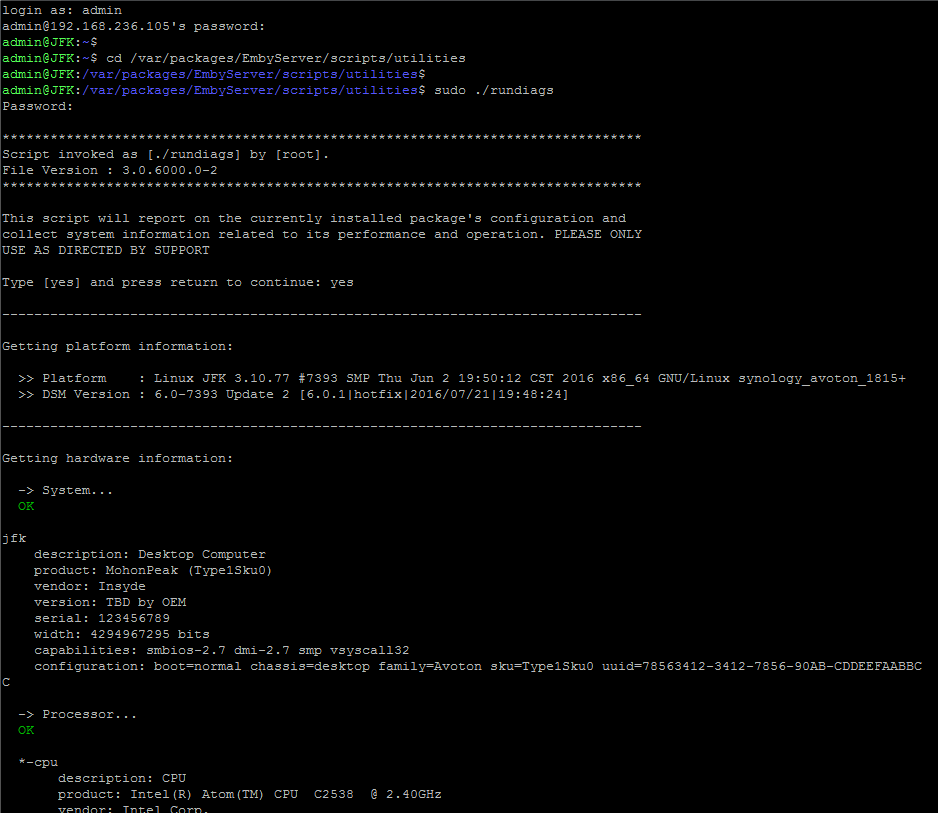 login as: admin
admin@192.168.236.105's password:
admin@JFK:~$
admin@JFK:~$ cd /var/packages/EmbyServer/scripts/utilities
admin@JFK:/var/packages/EmbyServer/scripts/utilities$
admin@JFK:/var/packages/EmbyServer/scripts/utilities$ sudo ./rundiags
Password:
********************************************************************************
Script invoked as [./rundiags] by [root].
File Version : 3.0.6000.0-2
********************************************************************************
This script will report on the currently installed package's configuration and
collect system information related to its performance and operation. PLEASE ONLY
USE AS DIRECTED BY SUPPORT
Type [yes] and press return to continue: yes
--------------------------------------------------------------------------------
Getting platform information:
>> Platform    : Linux JFK 3.10.77 #7393 SMP Thu Jun 2 19:50:12 CST 2016 x86_64 GNU/Linux synology_avoton_1815+
>> DSM Version : 6.0-7393 Update 2 [6.0.1|hotfix|2016/07/21|19:48:24]
--------------------------------------------------------------------------------
Getting hardware information:
-> System...
OK
jfk
description: Desktop Computer
product: MohonPeak (Type1Sku0)
vendor: Insyde
version: TBD by OEM
serial: 123456789
width: 4294967295 bits
capabilities: smbios-2.7 dmi-2.7 smp vsyscall32
configuration: boot=normal chassis=desktop family=Avoton sku=Type1Sku0 uuid=78563412-3412-7856-90AB-CDDEEFAABBC
C
-> Processor...
OK
*-cpu
description: CPU
product: Intel(R) Atom(TM) CPU  C2538  @ 2.40GHz
vendor: Intel Corp.